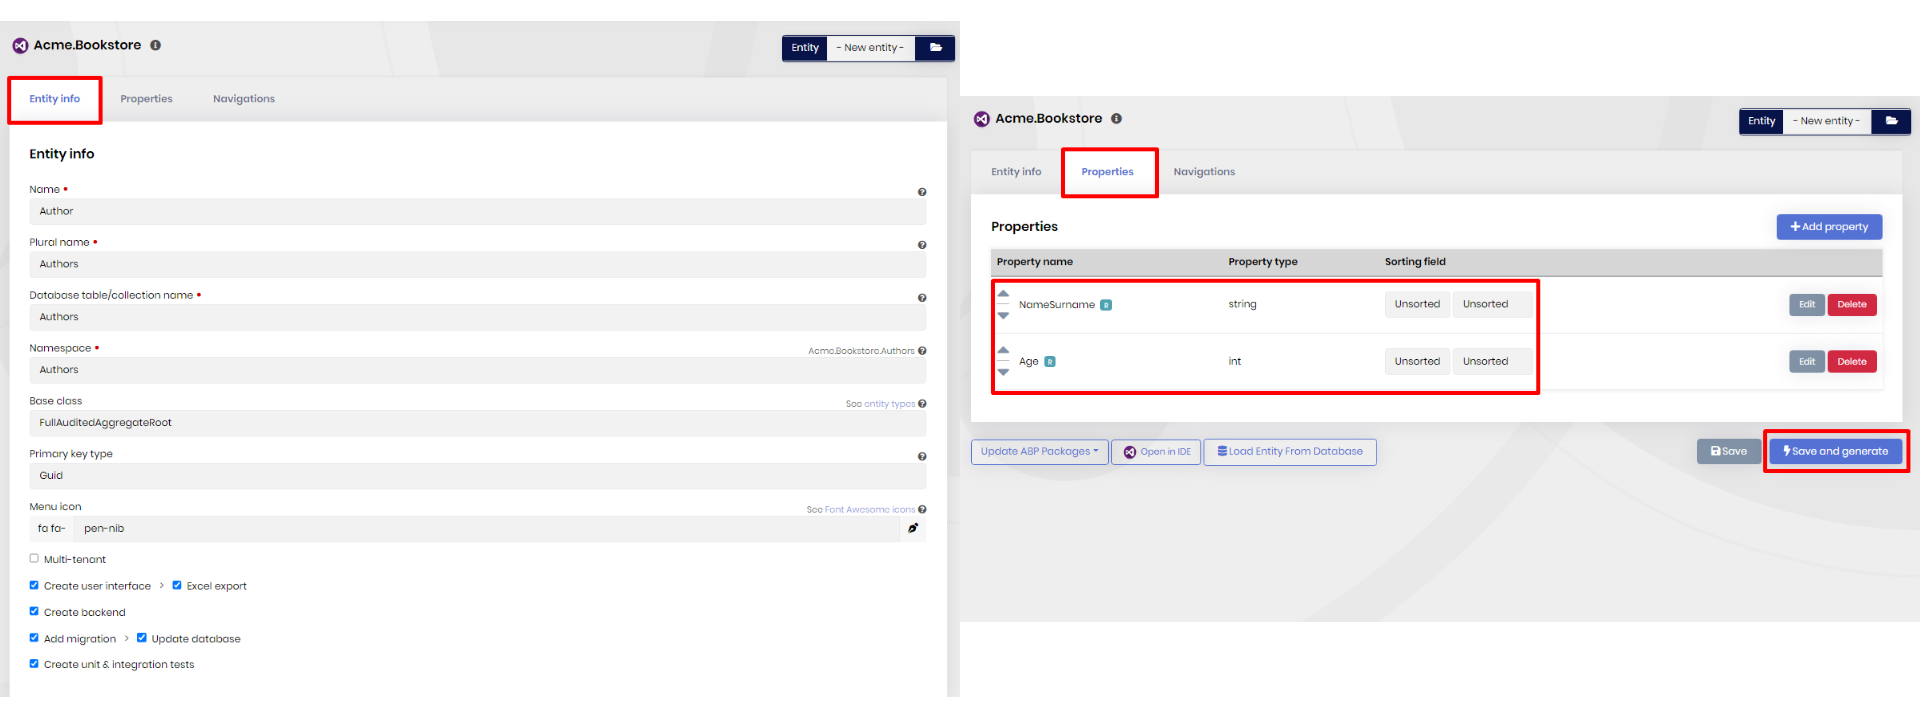 Acme.Bookstore
Entity - New entity -
Entity info Properties Navigations
Entity info
Name •
Author
Plural name •
Authors
Database table/collection name •
Authors
Namespace • Acme.Bookstore.Authors
Authors
Base class See entity types
FullAuditedAggregateRoot
Primary key type
Guid
Menu icon See Font Awesome icons
fa fa- pen-nib
Multi-tenant
Create user interface > Excel export
Create backend
Add migration > Update database
Create unit & integration tests
Acme.Bookstore
Entity - New entity -
Entity info Properties Navigations
Properties + Add property
Property name Property type Sorting field
NameSurname R string Unsorted Unsorted Edit Delete
Age R int Unsorted Unsorted Edit Delete
Update ABP Packages Open in IDE Load Entity From Database Save Save and generate